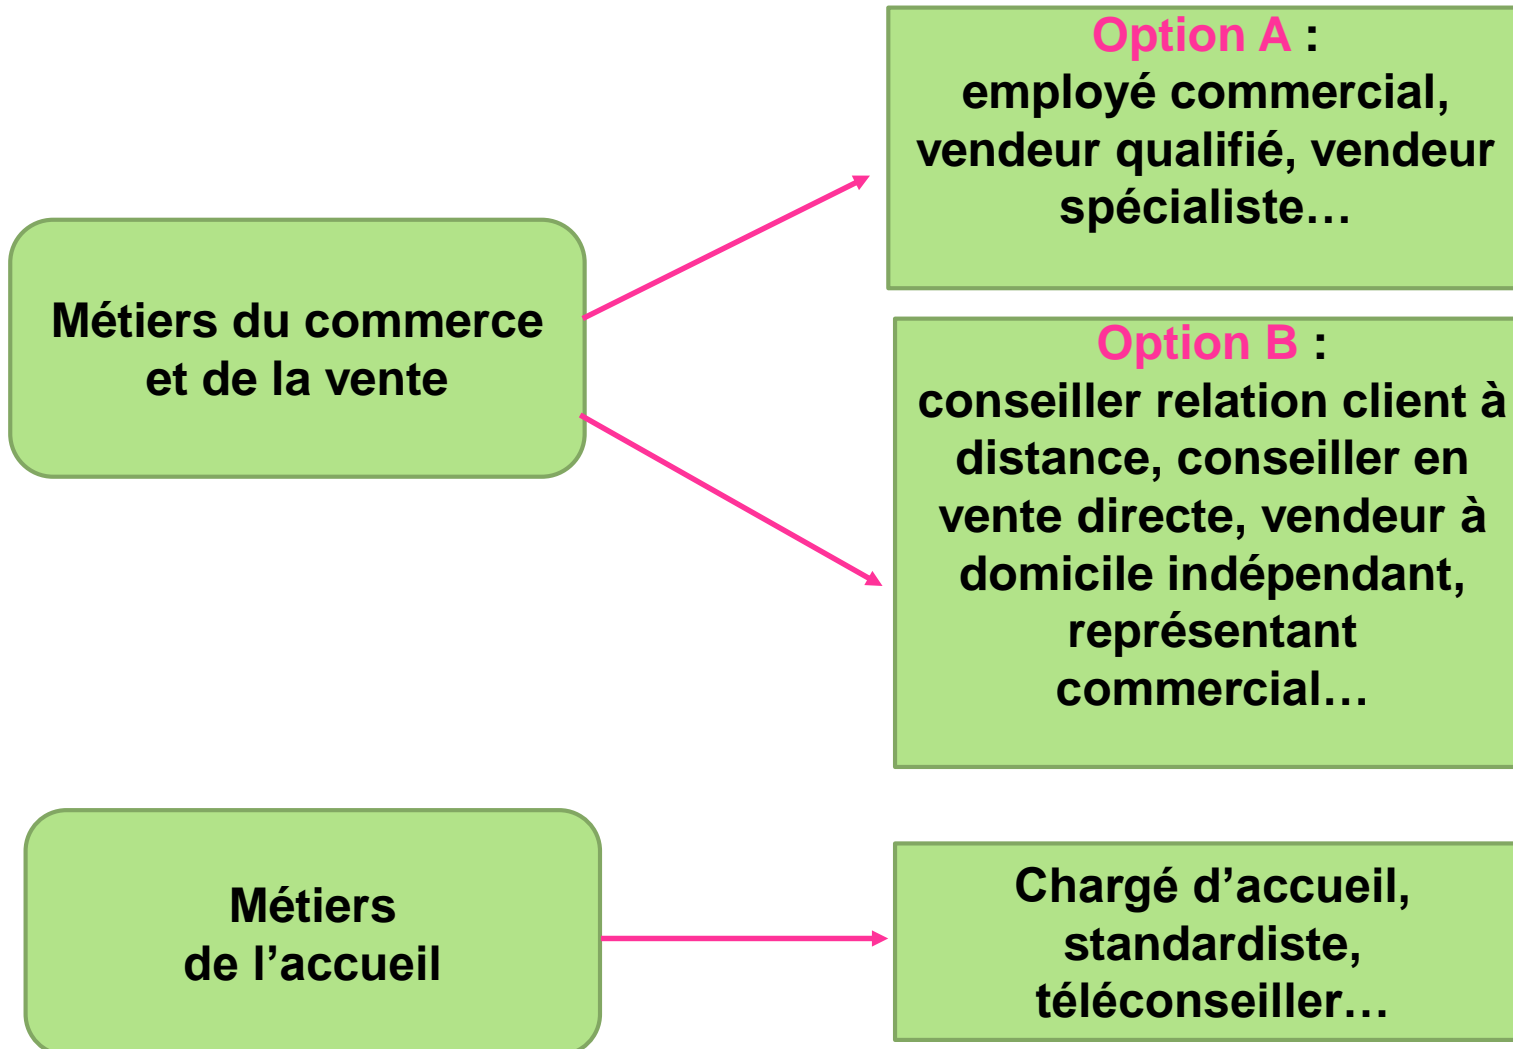 Option A :
employé commercial,
vendeur qualifié, vendeur
spécialiste…
Métiers du commerce
et de la vente
Option B :
conseiller relation client à
distance, conseiller en
vente directe, vendeur à
domicile indépendant,
représentant
commercial…
Métiers
de l’accueil
Chargé d’accueil,
standardiste,
téléconseiller…